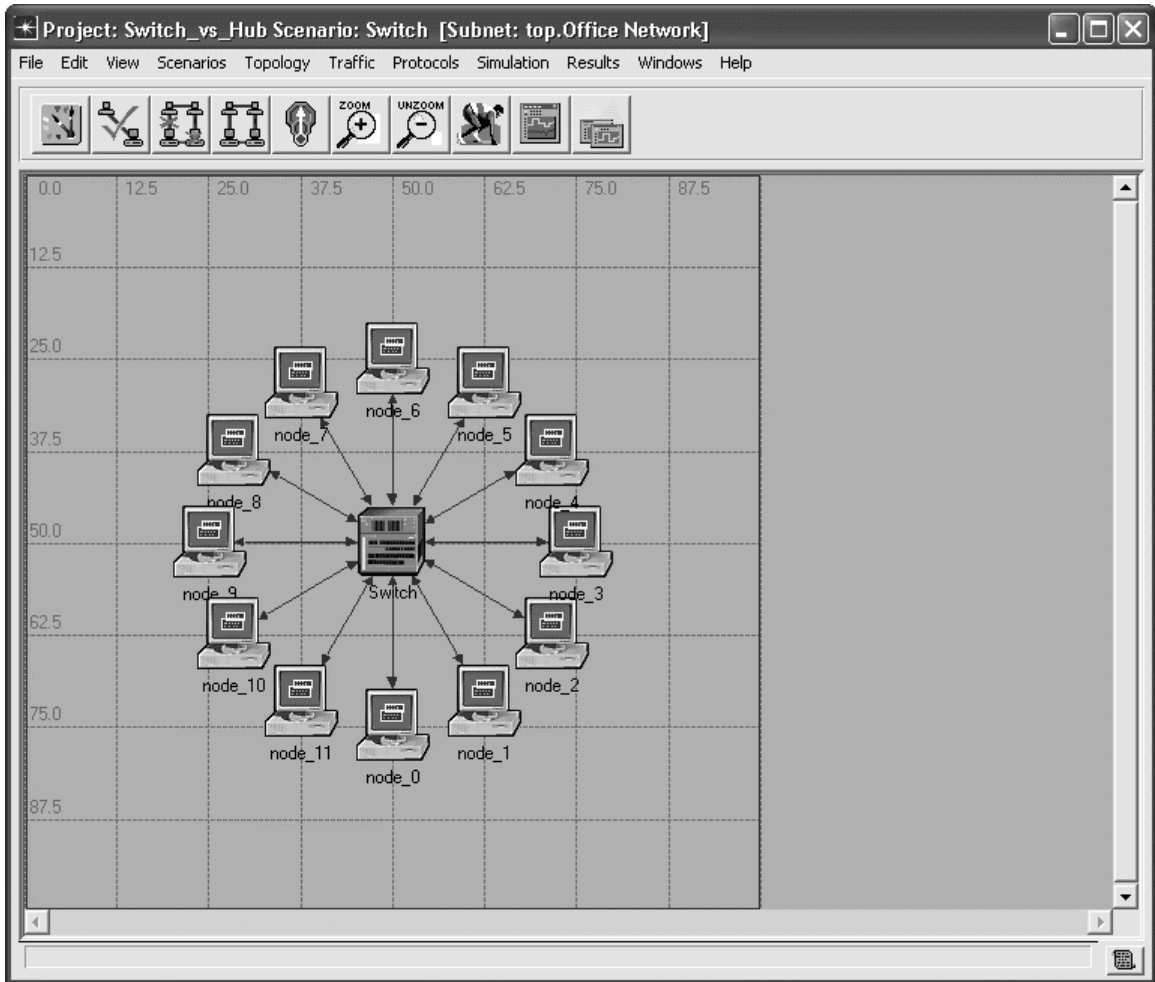 Project: Switch_vs_Hub Scenario: Switch [Subnet: top.Office Network]
File Edit View Scenarios Topology Traffic Protocols Simulation Results Windows Help
ZOOM UNZOOM
0.0 12.5 25.0 37.5 50.0 62.5 75.0 87.5
12.5
25.0
node_6
node_7 node_5
37.5
node_8 node_4
50.0
Switch
node_9 node_3
62.5
node_10 node_2
75.0
node_11 node_1
node_0
87.5